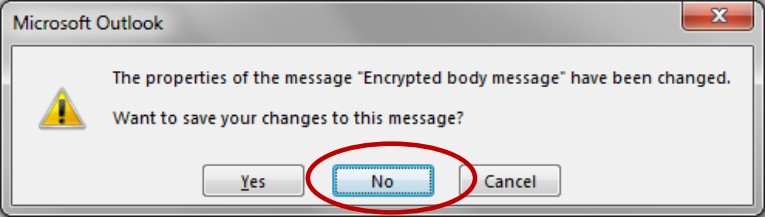 Microsoft Outlook
The properties of the message "Encrypted body message" have been changed.
Want to save your changes to this message?
Yes No Cancel